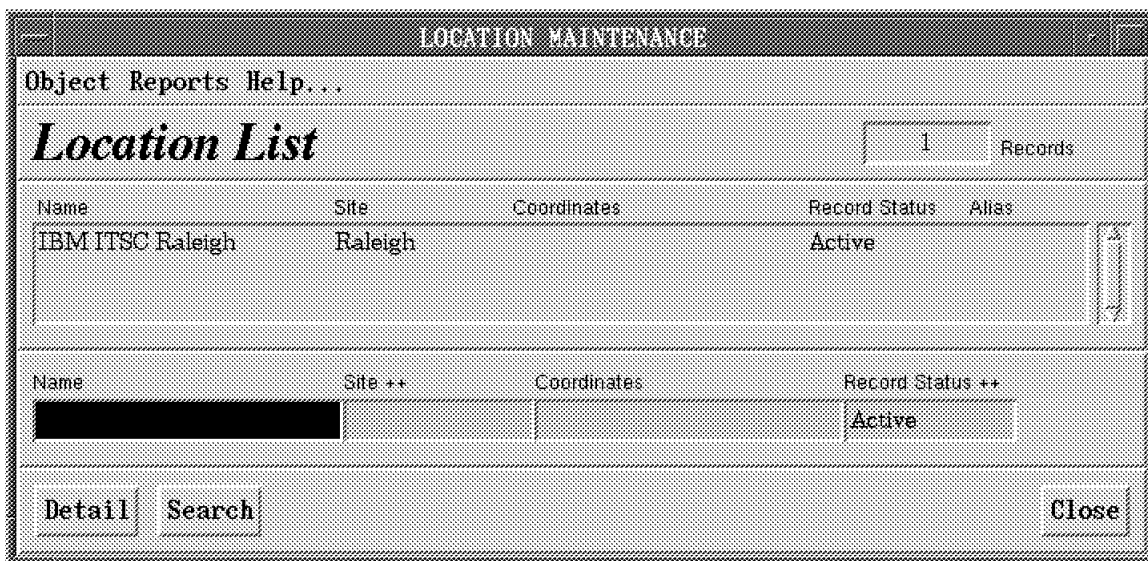 LOCATION MAINTENANCE
Object Reports Help...
Location List 1 Records
Name Site Coordinates Record Status Alias
IBM ITSC Raleigh Raleigh Active
Name Site ++ Coordinates Record Status ++
Active
Detail Search Close